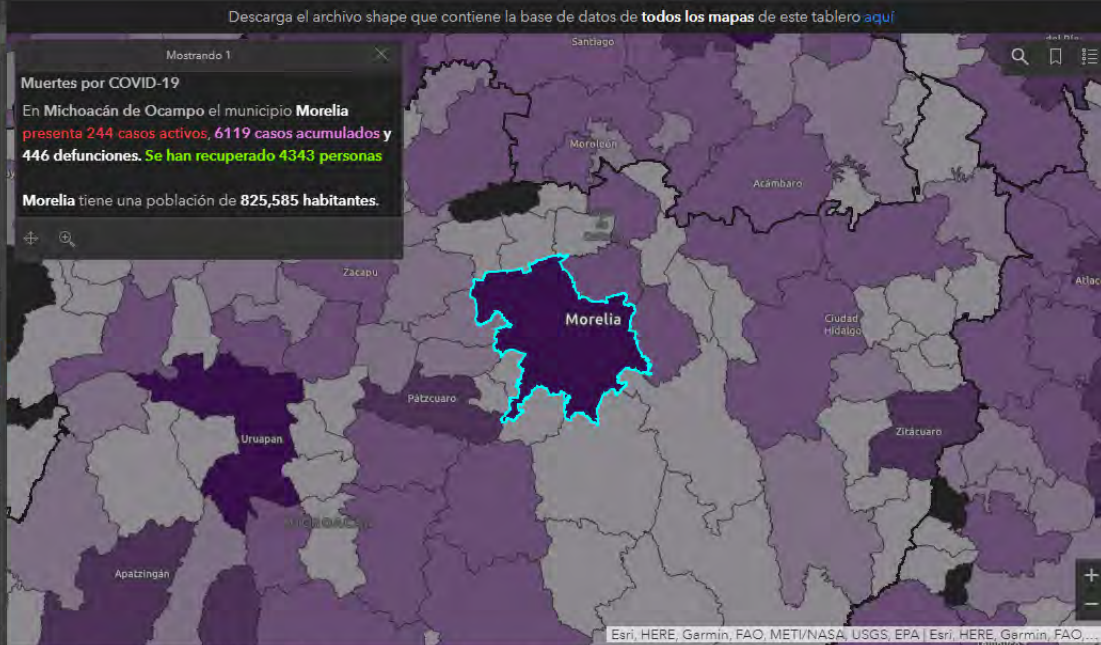 Descarga el archivo shape que contiene la base de datos de todos los mapas de este tablero aquí
Mostrando 1
Muertes por COVID-19
En Michoacán de Ocampo el municipio Morelia
presenta 244 casos activos, 6119 casos acumulados y
446 defunciones. Se han recuperado 4343 personas
Morelia tiene una población de 825,585 habitantes.
Santiago
Moroleón
Acámbaro
Zacapu
Morelia
Ciudad
Hidalgo
Pátzcuaro
Uruapan
Zitácuaro
MICHOACÁN
Apatzingán
Esri, HERE, Garmin, FAO, METI/NASA, USGS, EPA | Esri, HERE, Garmin, FAO,...